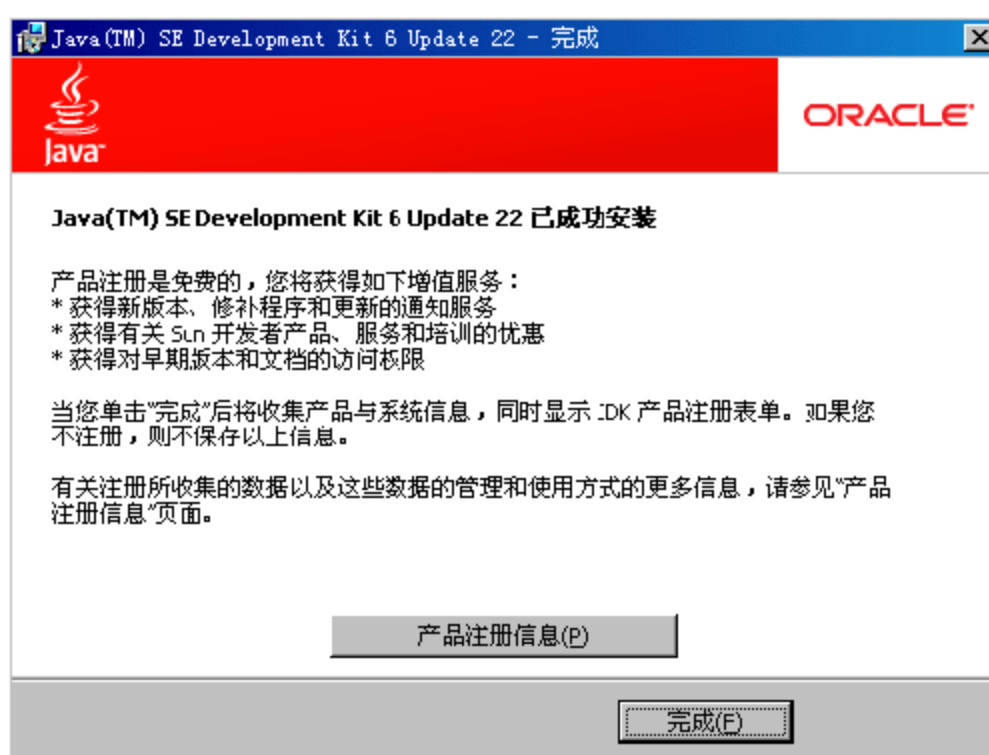 Java(TM) SE Development Kit 6 Update 22 - 完成
Java
ORACLE
Java(TM) SE Development Kit 6 Update 22 已成功安装
产品注册是免费的，您将获得如下增值服务：
* 获得新版本、修补程序和更新的通知服务
* 获得有关 Sun 开发者产品、服务和培训的优惠
* 获得对早期版本和文档的访问权限
当您单击"完成"后将收集产品与系统信息，同时显示 JDK 产品注册表单。如果您
不注册，则不保存以上信息。
有关注册所收集的数据以及这些数据的管理和使用方式的更多信息，请参见"产品
注册信息"页面。
产品注册信息(P)
完成(F)